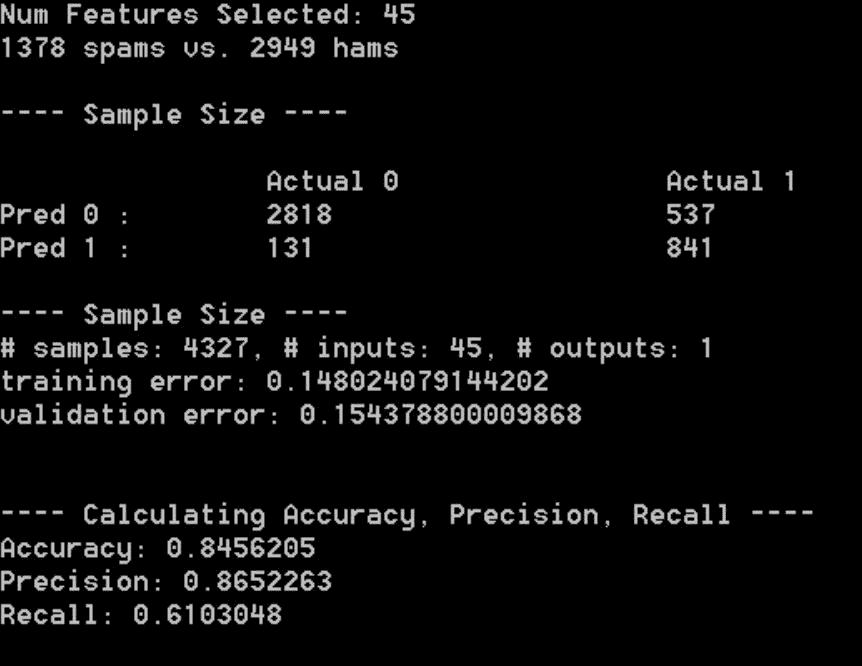 Num Features Selected: 45
1378 spams vs. 2949 hams
---- Sample Size ----
Actual 0 Actual 1
Pred 0 : 2818 537
Pred 1 : 131 841
---- Sample Size ----
# samples: 4327, # inputs: 45, # outputs: 1
training error: 0.148024079144202
validation error: 0.154378800009868
---- Calculating Accuracy, Precision, Recall ----
Accuracy: 0.8456205
Precision: 0.8652263
Recall: 0.6103048